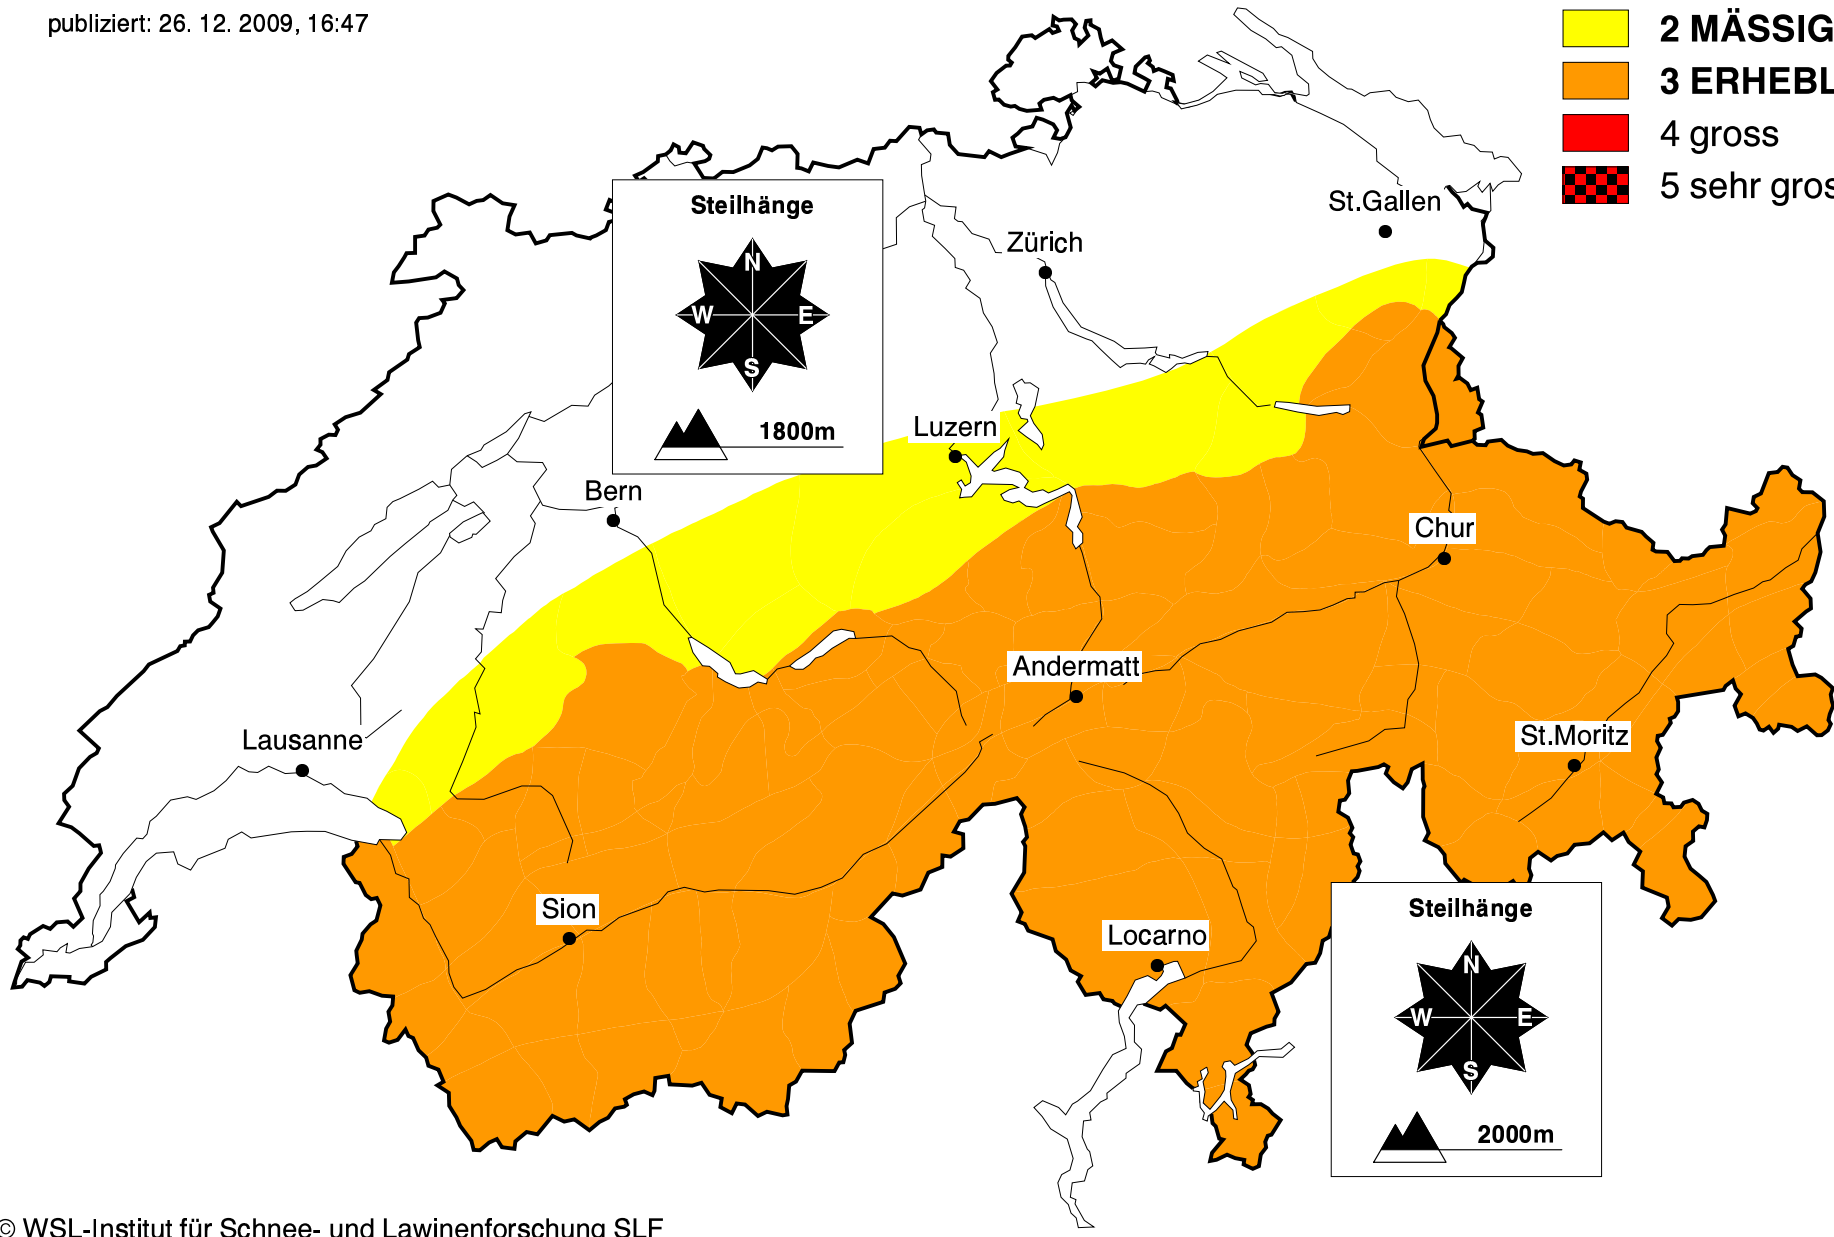 publiziert: 26. 12. 2009, 16:47
2 MÄSSIG
3 ERHEBL
4 gross
5 sehr gros
Steilhänge
N
W E
S
1800m
St.Gallen
Zürich
Luzern
Bern
Chur
Andermatt
Lausanne
St.Moritz
Sion
Locarno
Steilhänge
N
W E
S
2000m
© WSL-Institut für Schnee- und Lawinenforschung SLF